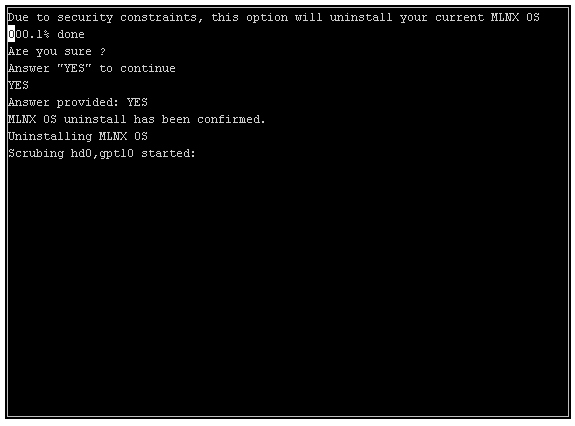 Due to security constraints, this option will uninstall your current MLNX OS
000.1% done
Are you sure ?
Answer "YES" to continue
YES
Answer provided: YES
MLNX OS uninstall has been confirmed.
Uninstalling MLNX OS
Scrubing hd0,gpt10 started: